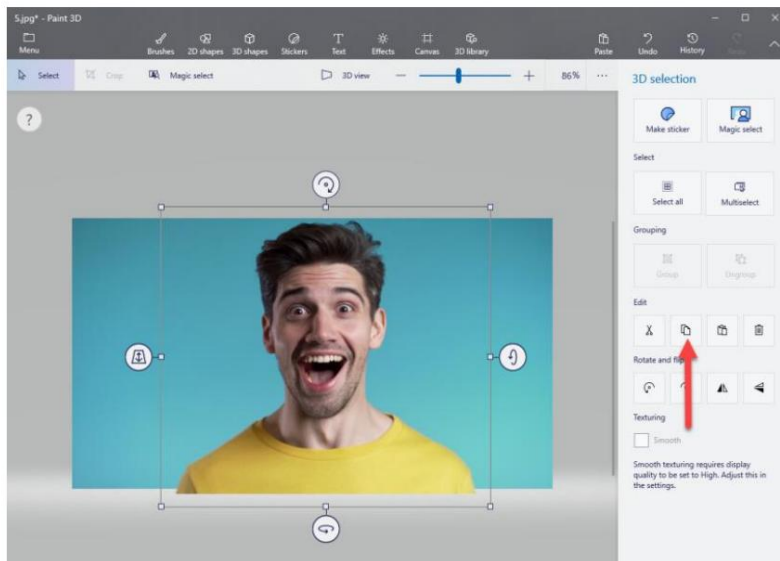 S.jpg* - Paint 3D
Menu
Brushes
2D shapes
3D shapes
Stickers
Text
Effects
Canvas
3D library
Paste
Undo
History
Select
Crop
Magic select
3D view
86%
?
3D selection
Make sticker
Magic select
Select
Select all
Multiselect
Grouping
Group
Ungroup
Edit
Rotate and flip
Texturing
Smooth
Smooth texturing requires display
quality to be set to High. Adjust this in
the settings.